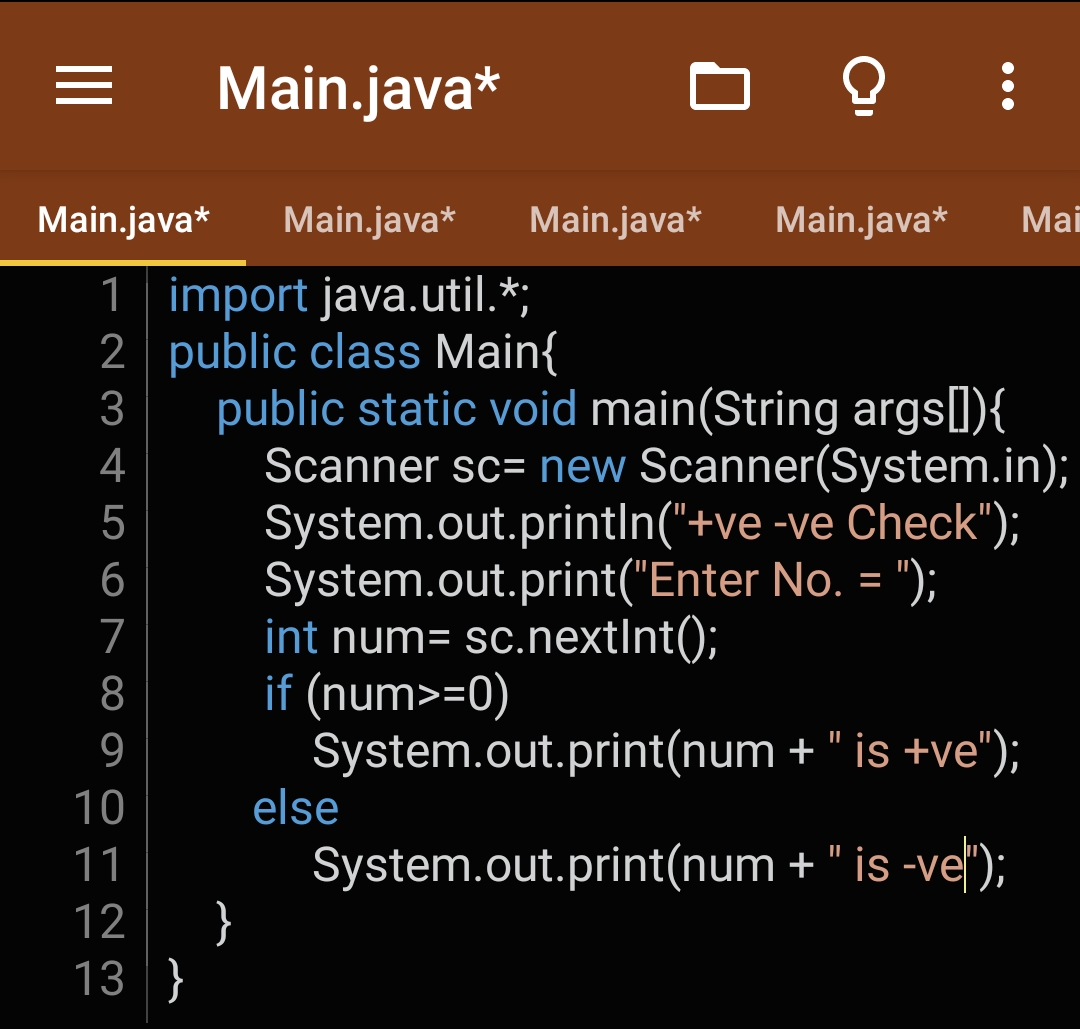 Main.java*
Main.java* Main.java* Main.java* Main.java* Mai
1 import java.util.*;
2 public class Main{
3 public static void main(String args[]){
4 Scanner sc= new Scanner(System.in);
5 System.out.println("+ve -ve Check");
6 System.out.print("Enter No. = ");
7 int num= sc.nextInt();
8 if (num>=0)
9 System.out.print(num + " is +ve");
10 else
11 System.out.print(num + " is -ve");
12 }
13 }